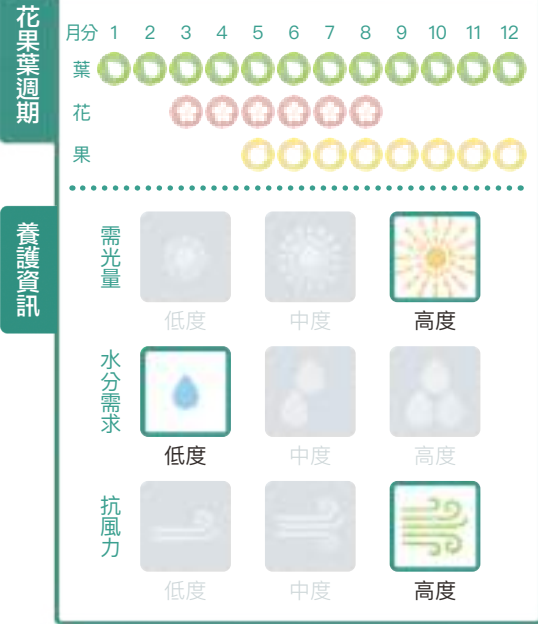 花果葉週期
月分 1 2 3 4 5 6 7 8 9 10 11 12
葉
花
果
養護資訊
需光量
低度 中度 高度
水分需求
低度 中度 高度
抗風力
低度 中度 高度